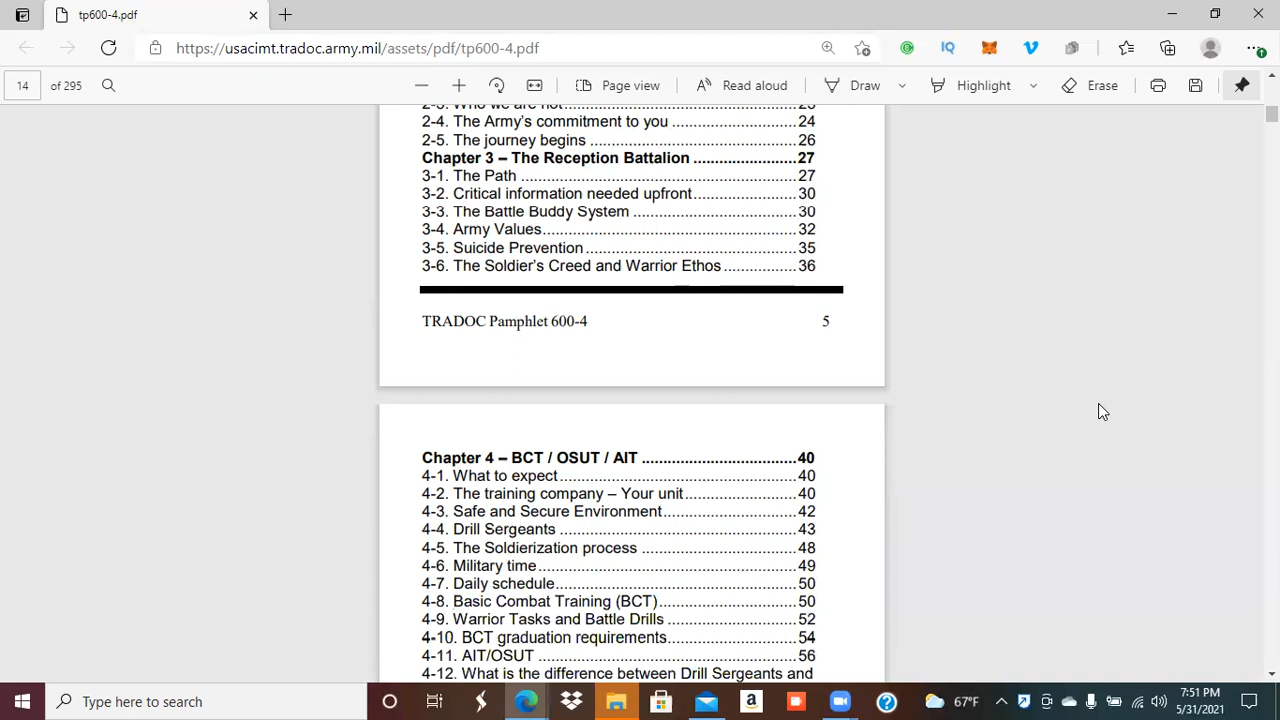 tp600-4.pdf
https://usacimt.tradoc.army.mil/assets/pdf/tp600-4.pdf
14 of 295
Page view
Read aloud
Draw
Highlight
Erase
2-3. Who we are not 23
2-4. The Army's commitment to you 24
2-5. The journey begins 26
Chapter 3 – The Reception Battalion 27
3-1. The Path 27
3-2. Critical information needed upfront 30
3-3. The Battle Buddy System 30
3-4. Army Values 32
3-5. Suicide Prevention 35
3-6. The Soldier's Creed and Warrior Ethos 36
TRADOC Pamphlet 600-4 5
Chapter 4 – BCT / OSUT / AIT 40
4-1. What to expect 40
4-2. The training company – Your unit 40
4-3. Safe and Secure Environment 42
4-4. Drill Sergeants 43
4-5. The Soldierization process 48
4-6. Military time 49
4-7. Daily schedule 50
4-8. Basic Combat Training (BCT) 50
4-9. Warrior Tasks and Battle Drills 52
4-10. BCT graduation requirements 54
4-11. AIT/OSUT 56
4-12. What is the difference between Drill Sergeants and
Type here to search
67°F
7:51 PM
5/31/2021